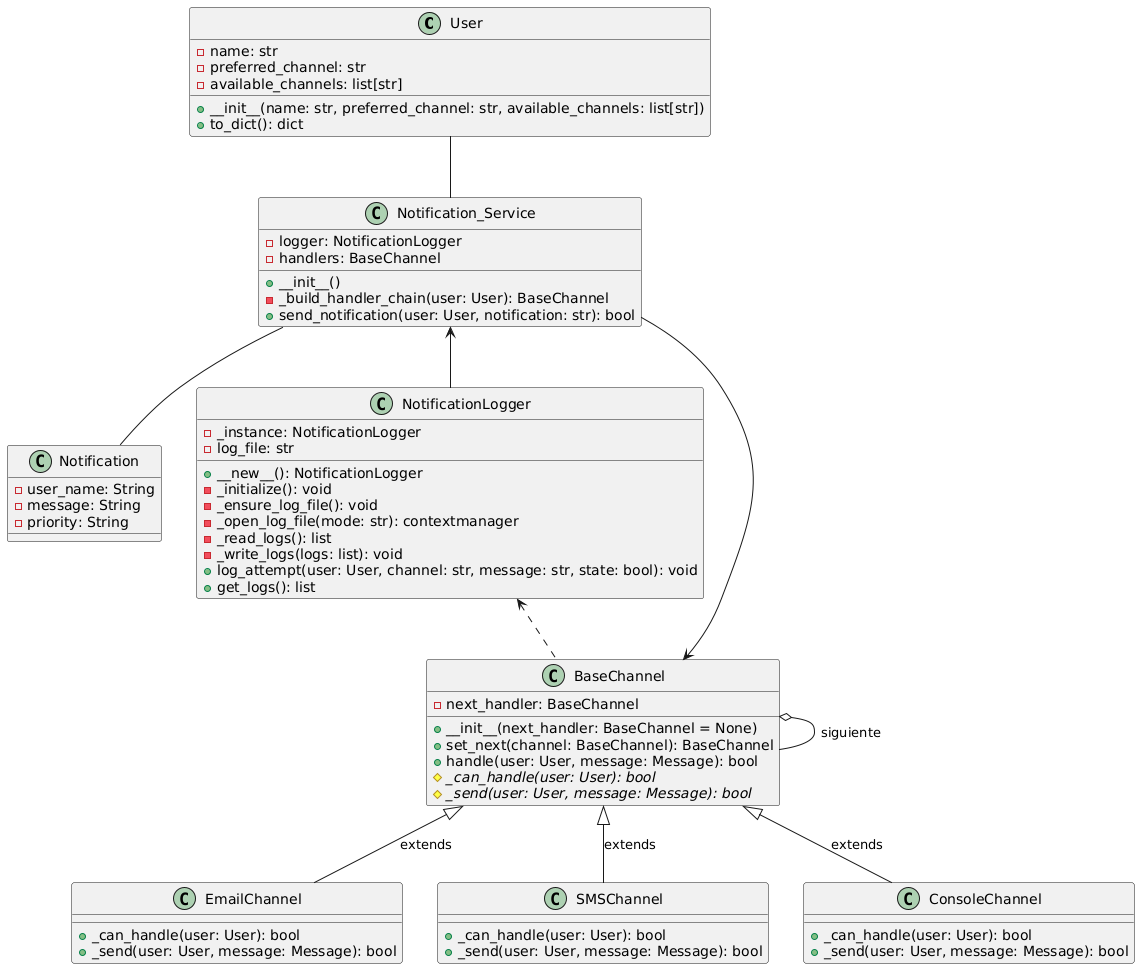 C User
name: str
preferred_channel: str
available_channels: list[str]
__init__(name: str, preferred_channel: str, available_channels: list[str])
to_dict(): dict
C Notification_Service
logger: NotificationLogger
handlers: BaseChannel
__init__()
_build_handler_chain(user: User): BaseChannel
send_notification(user: User, notification: str): bool
C Notification
user_name: String
message: String
priority: String
C NotificationLogger
_instance: NotificationLogger
log_file: str
__new__(): NotificationLogger
_initialize(): void
_ensure_log_file(): void
_open_log_file(mode: str): contextmanager
_read_logs(): list
_write_logs(logs: list): void
log_attempt(user: User, channel: str, message: str, state: bool): void
get_logs(): list
C BaseChannel
next_handler: BaseChannel
__init__(next_handler: BaseChannel = None)
set_next(channel: BaseChannel): BaseChannel
handle(user: User, message: Message): bool
_can_handle(user: User): bool
_send(user: User, message: Message): bool
siguiente
extends
extends
extends
C EmailChannel
_can_handle(user: User): bool
_send(user: User, message: Message): bool
C SMSChannel
_can_handle(user: User): bool
_send(user: User, message: Message): bool
C ConsoleChannel
_can_handle(user: User): bool
_send(user: User, message: Message): bool